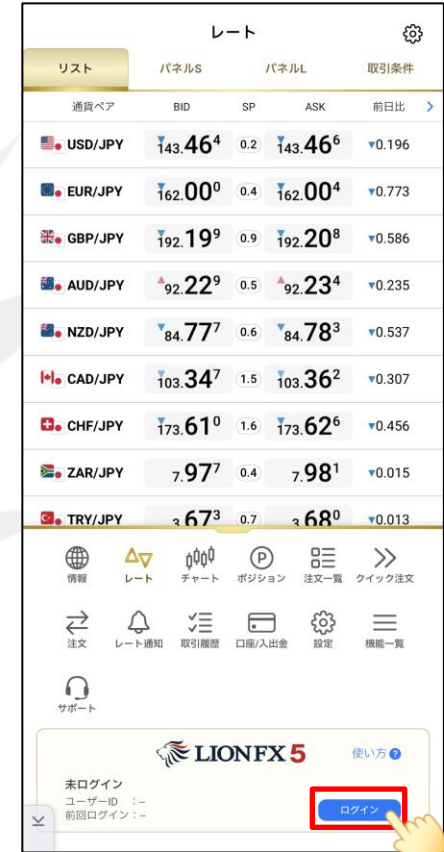 レート
リスト パネルS パネルL 取引条件
通貨ペア BID SP ASK 前日比 >
USD/JPY ▼143.464 0.2 ▼143.466 ▼0.196
EUR/JPY ▼162.000 0.4 ▼162.004 ▼0.773
GBP/JPY ▼192.199 0.9 ▼192.208 ▼0.586
AUD/JPY ▲92.229 0.5 ▲92.234 ▼0.235
NZD/JPY ▼84.777 0.6 ▼84.783 ▼0.537
CAD/JPY ▼103.347 1.5 ▼103.362 ▼0.307
CHF/JPY ▼173.610 1.6 ▼173.626 ▼0.456
ZAR/JPY 7.977 0.4 7.981 ▼0.015
TRY/JPY 3.673 0.7 3.680 ▼0.013
情報 レート チャート ポジション 注文一覧 クイック注文
注文 レート通知 取引履歴 口座/入出金 設定 機能一覧
サポート
LION FX 5 使い方?
未ログイン
ユーザーID :--
前回ログイン:--
ログイン